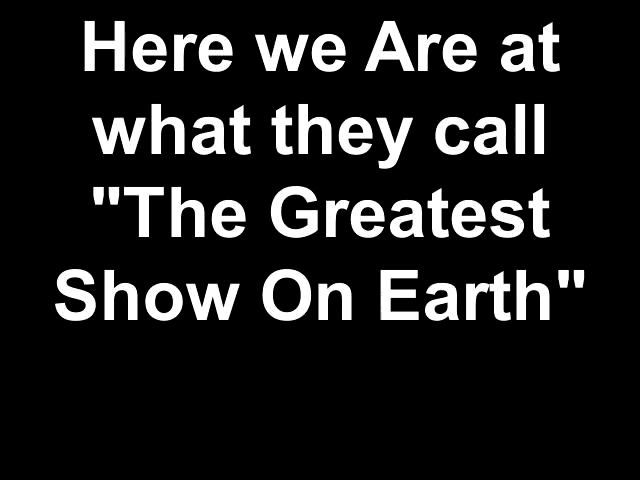 Here we Are at
what they call
"The Greatest
Show On Earth"